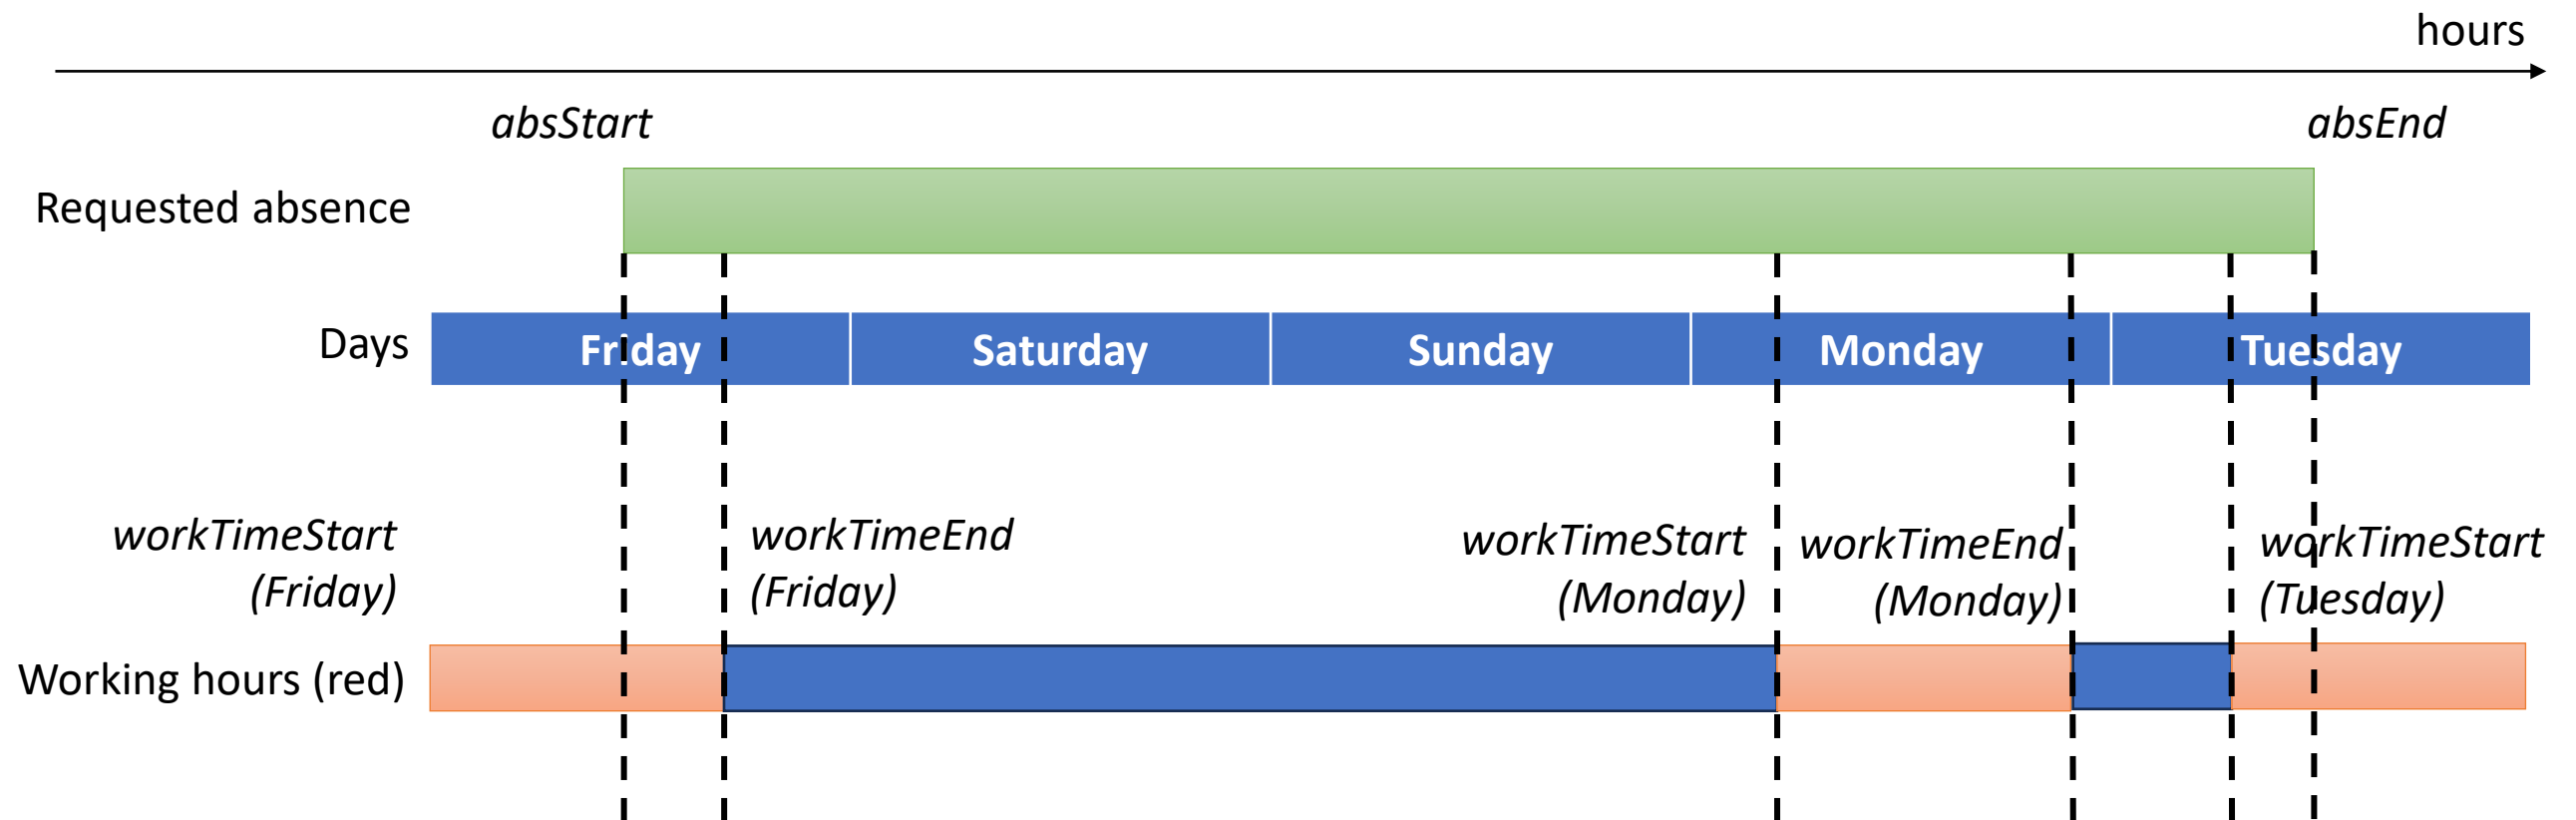 hours
absStart
absEnd
Requested absence
Days
Friday
Saturday
Sunday
Monday
Tuesday
workTimeStart
(Friday)
workTimeEnd
(Friday)
workTimeStart
(Monday)
workTimeEnd
(Monday)
workTimeStart
(Tuesday)
Working hours (red)